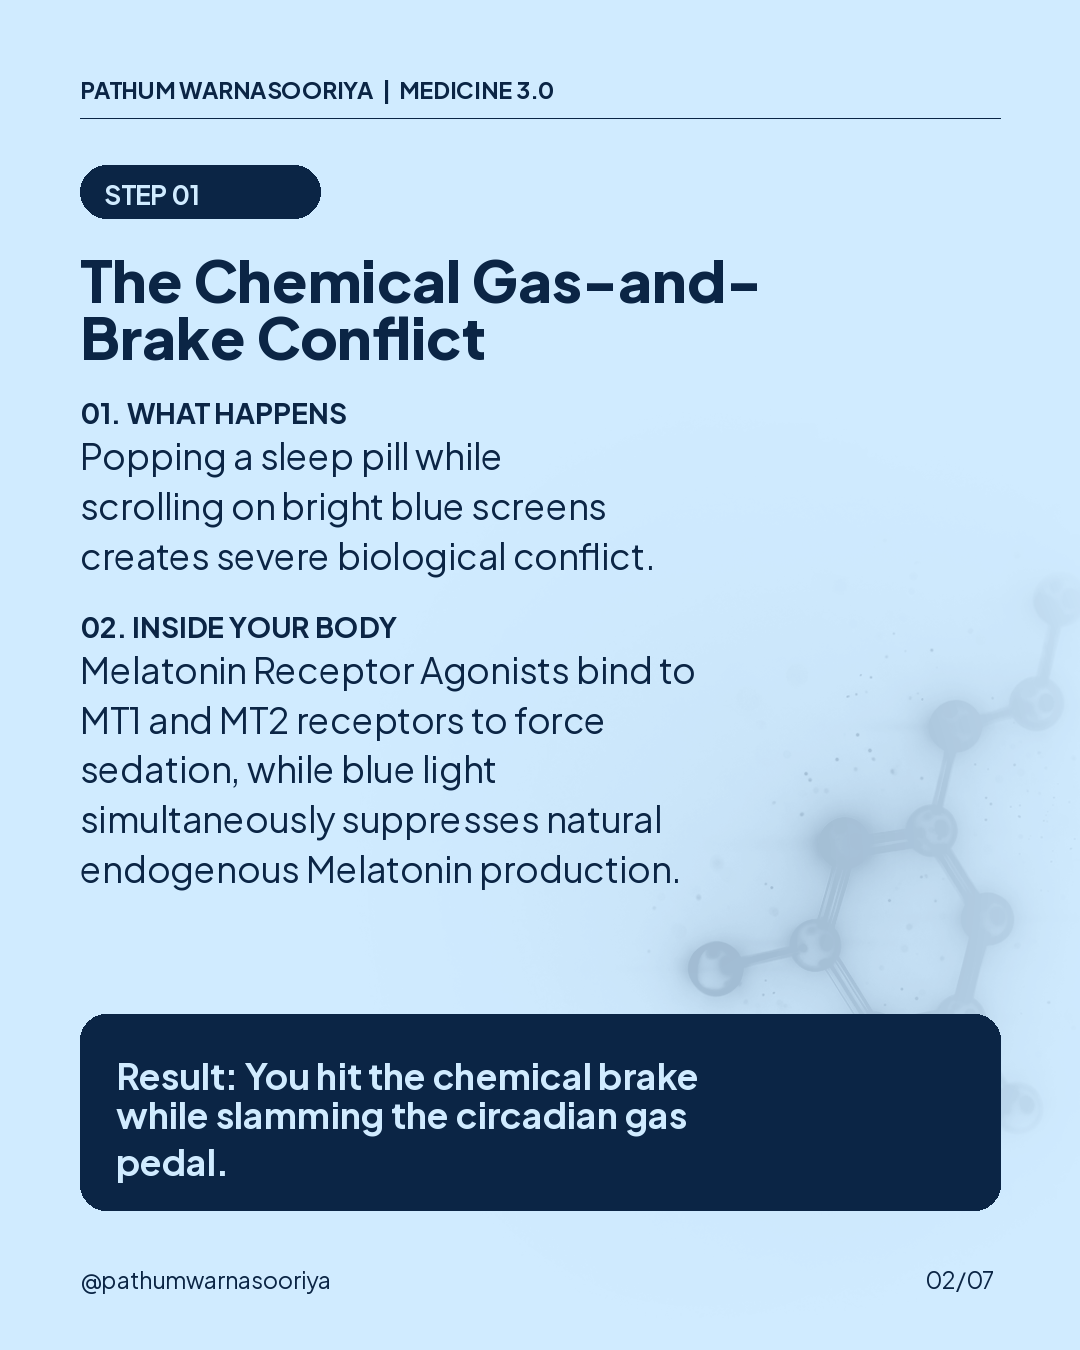 PATHUM WARNASOORIYA | MEDICINE 3.0
STEP 01
The Chemical Gas-and-
Brake Conflict
01. WHAT HAPPENS
Popping a sleep pill while
scrolling on bright blue screens
creates severe biological conflict.
02. INSIDE YOUR BODY
Melatonin Receptor Agonists bind to
MT1 and MT2 receptors to force
sedation, while blue light
simultaneously suppresses natural
endogenous Melatonin production.
Result: You hit the chemical brake
while slamming the circadian gas
pedal.
@pathumwarnasooriya
02/07